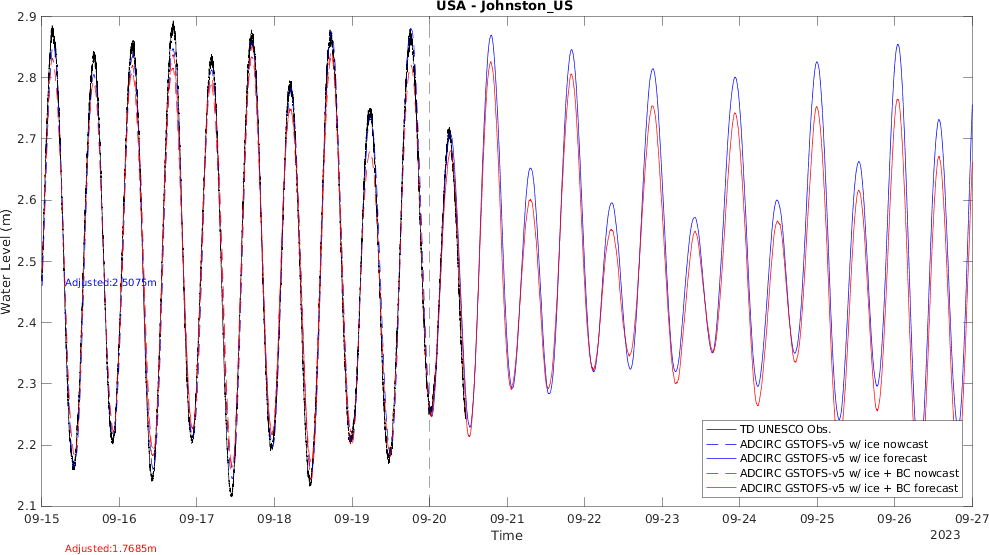 USA - Johnston_US
2.9
2.8
2.7
2.6
2.5
2.4
2.3
2.2
2.1
Water Level (m)
Adjusted:2.5075m
TD UNESCO Obs.
ADCIRC GSTOFS-v5 w/ ice nowcast
ADCIRC GSTOFS-v5 w/ ice forecast
ADCIRC GSTOFS-v5 w/ ice + BC nowcast
ADCIRC GSTOFS-v5 w/ ice + BC forecast
09-15 09-16 09-17 09-18 09-19 09-20 09-21 09-22 09-23 09-24 09-25 09-26 09-27
Time
2023
Adjusted:1.7685m